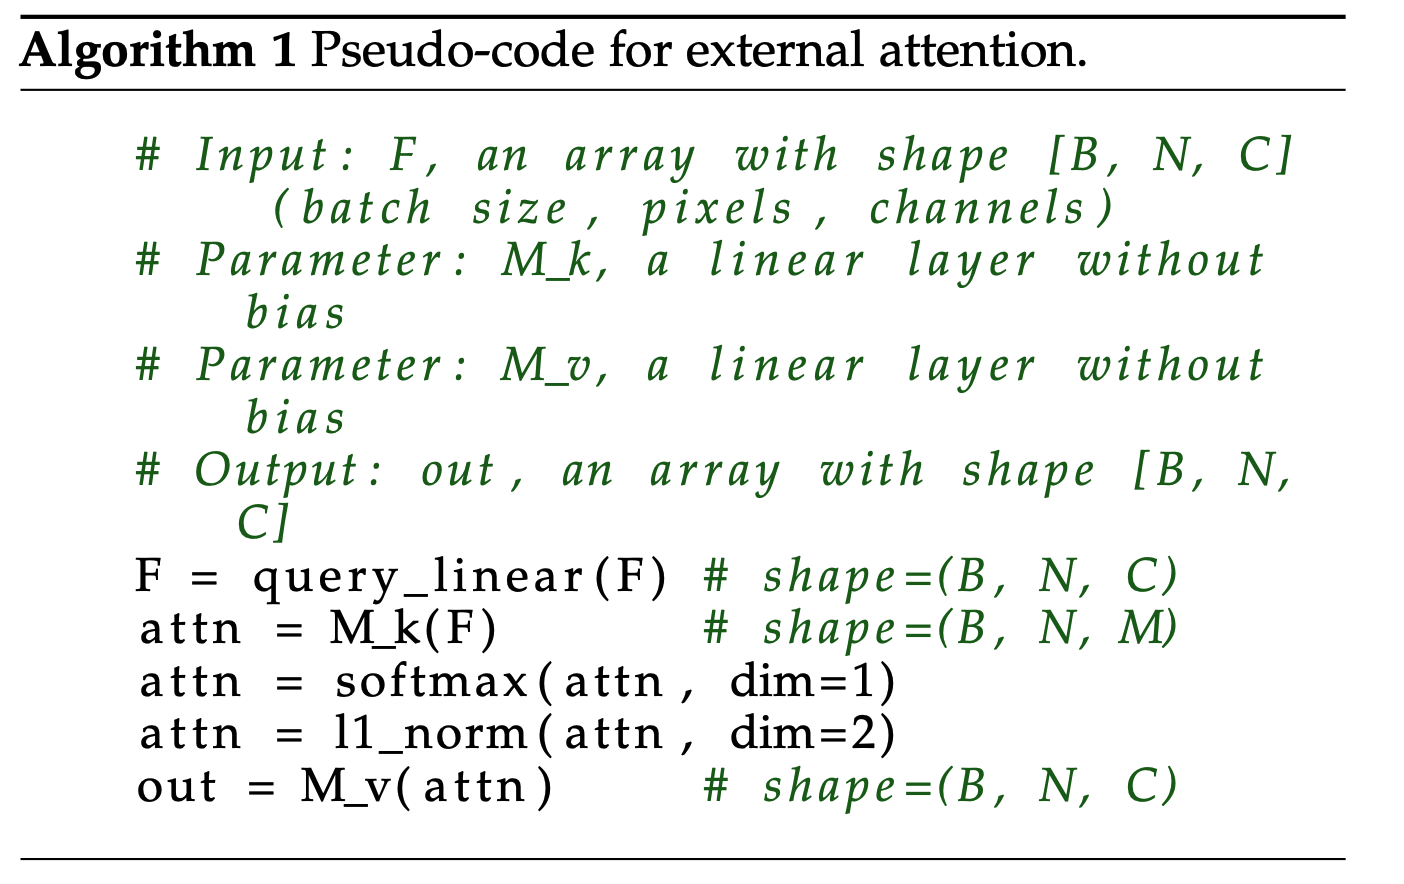 Algorithm 1 Pseudo-code for external attention.
# Input: F, an array with shape [B, N, C]
(batch size, pixels, channels)
# Parameter: M_k, a linear layer without
bias
# Parameter: M_v, a linear layer without
bias
# Output: out, an array with shape [B, N,
C]
F = query_linear(F) # shape=(B, N, C)
attn = M_k(F) # shape=(B, N, M)
attn = softmax(attn, dim=1)
attn = l1_norm(attn, dim=2)
out = M_v(attn) # shape=(B, N, C)